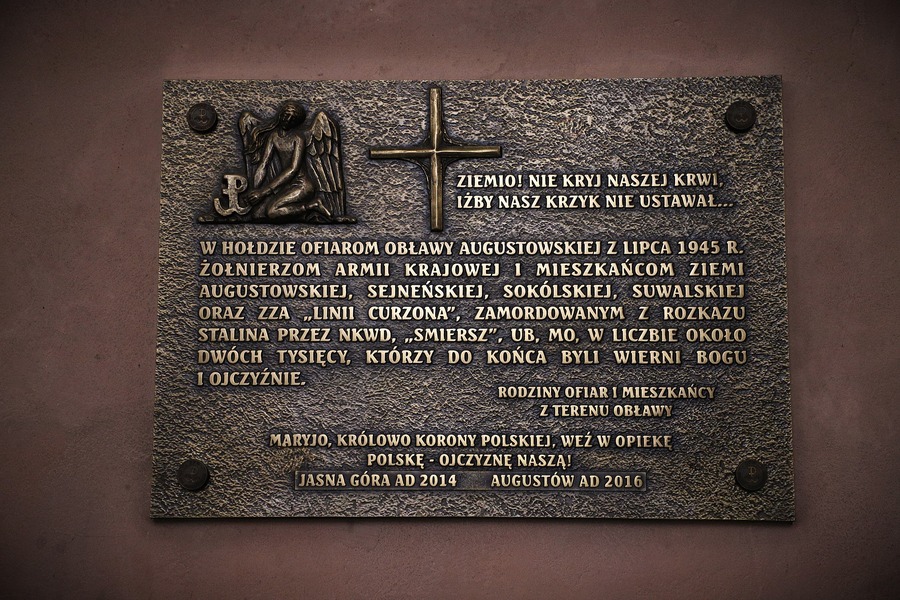 ZIEMIO! NIE KRYJ NASZEJ KRWI,
IŻBY NASZ KRZYK NIE USTAWAŁ...
W HOŁDZIE OFIAROM OBŁAWY AUGUSTOWSKIEJ Z LIPCA 1945 R.
ŻOŁNIERZOM ARMII KRAJOWEJ I MIESZKAŃCOM ZIEMI
AUGUSTOWSKIEJ, SEJNEŃSKIEJ, SOKÓLSKIEJ, SUWALSKIEJ
ORAZ ZZA „LINII CURZONA”, ZAMORDOWANYM Z ROZKAZU
STALINA PRZEZ NKWD, „SMIERSZ”, UB, MO, W LICZBIE OKOŁO
DWÓCH TYSIĘCY, KTÓRZY DO KOŃCA BYLI WIERNI BOGU
I OJCZYŹNIE.
RODZINY OFIAR I MIESZKAŃCY
Z TERENU OBŁAWY
MARYJO, KRÓLOWO KORONY POLSKIEJ, WEŹ W OPIEKĘ
POLSKĘ - OJCZYZNĘ NASZĄ!
JASNA GÓRA AD 2014 AUGUSTÓW AD 2016